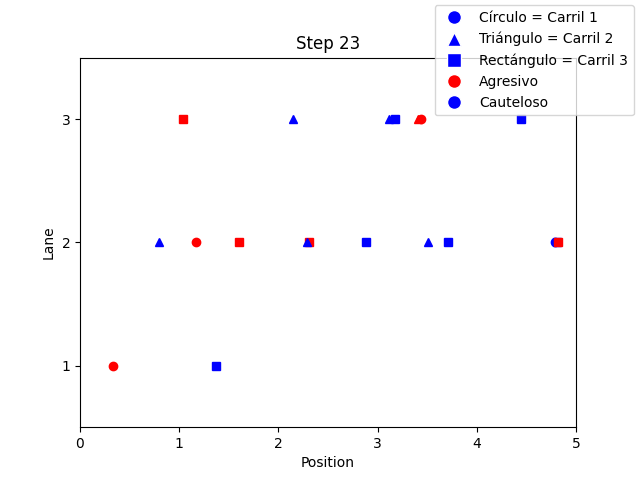 Step 23
Círculo = Carril 1
Triángulo = Carril 2
Rectángulo = Carril 3
Agresivo
Cauteloso
Lane
3
2
1
0 1 2 3 4 5
Position